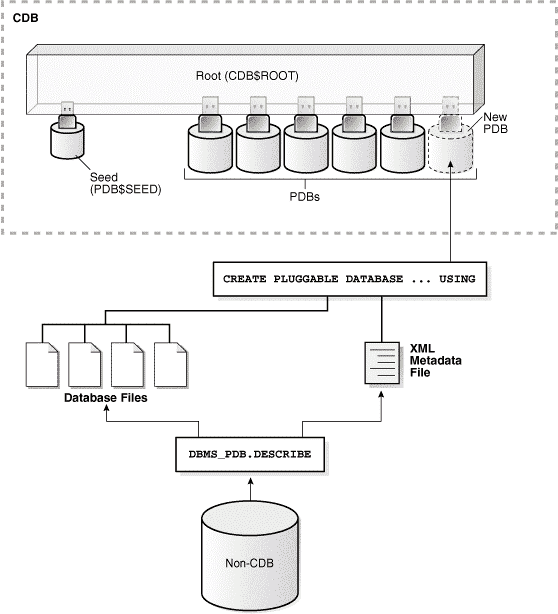 CDB
Root (CDB$ROOT)
New
PDB
Seed
(PDB$SEED)
PDBs
CREATE PLUGGABLE DATABASE ... USING
XML
Metadata
File
Database Files
DBMS_PDB.DESCRIBE
Non-CDB